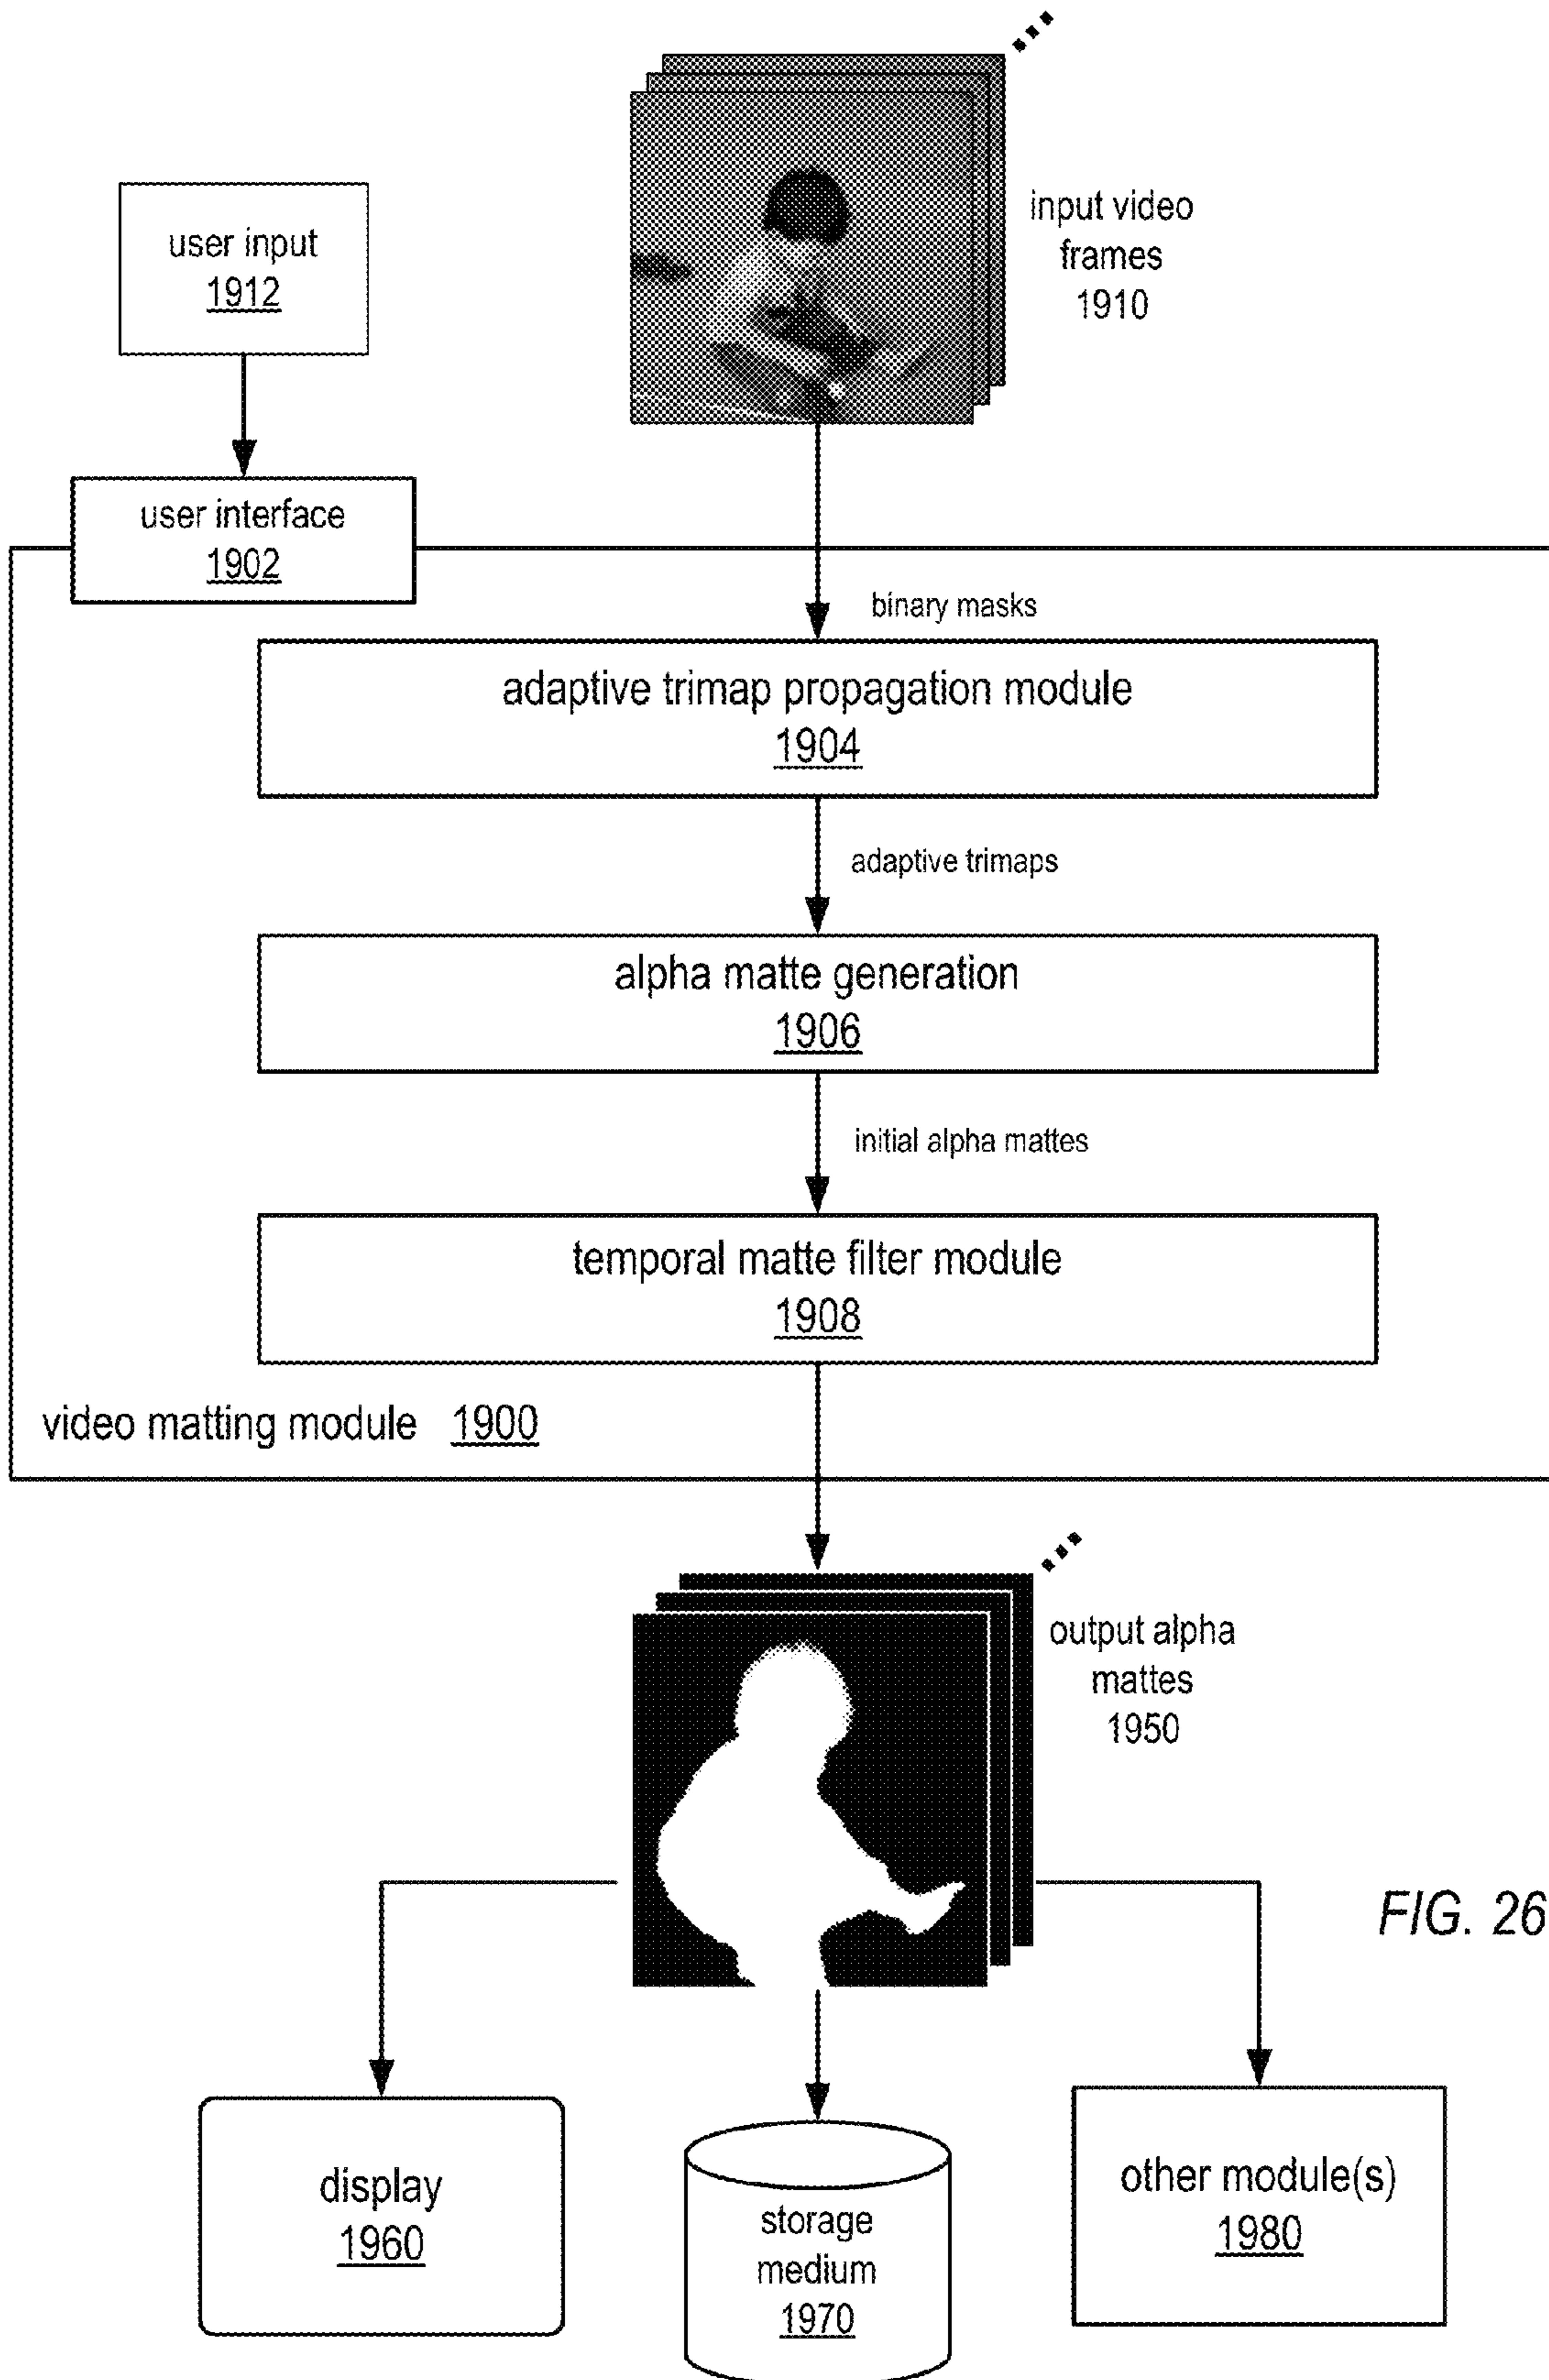 input video
frames
1910
user input
1912
user interface
1902
binary masks
adaptive trimap propagation module
1904
adaptive trimaps
alpha matte generation
1906
initial alpha mattes
temporal matte filter module
1908
video matting module 1900
output alpha
mattes
1950
FIG. 26
display
1960
storage
medium
1970
other module(s)
1980